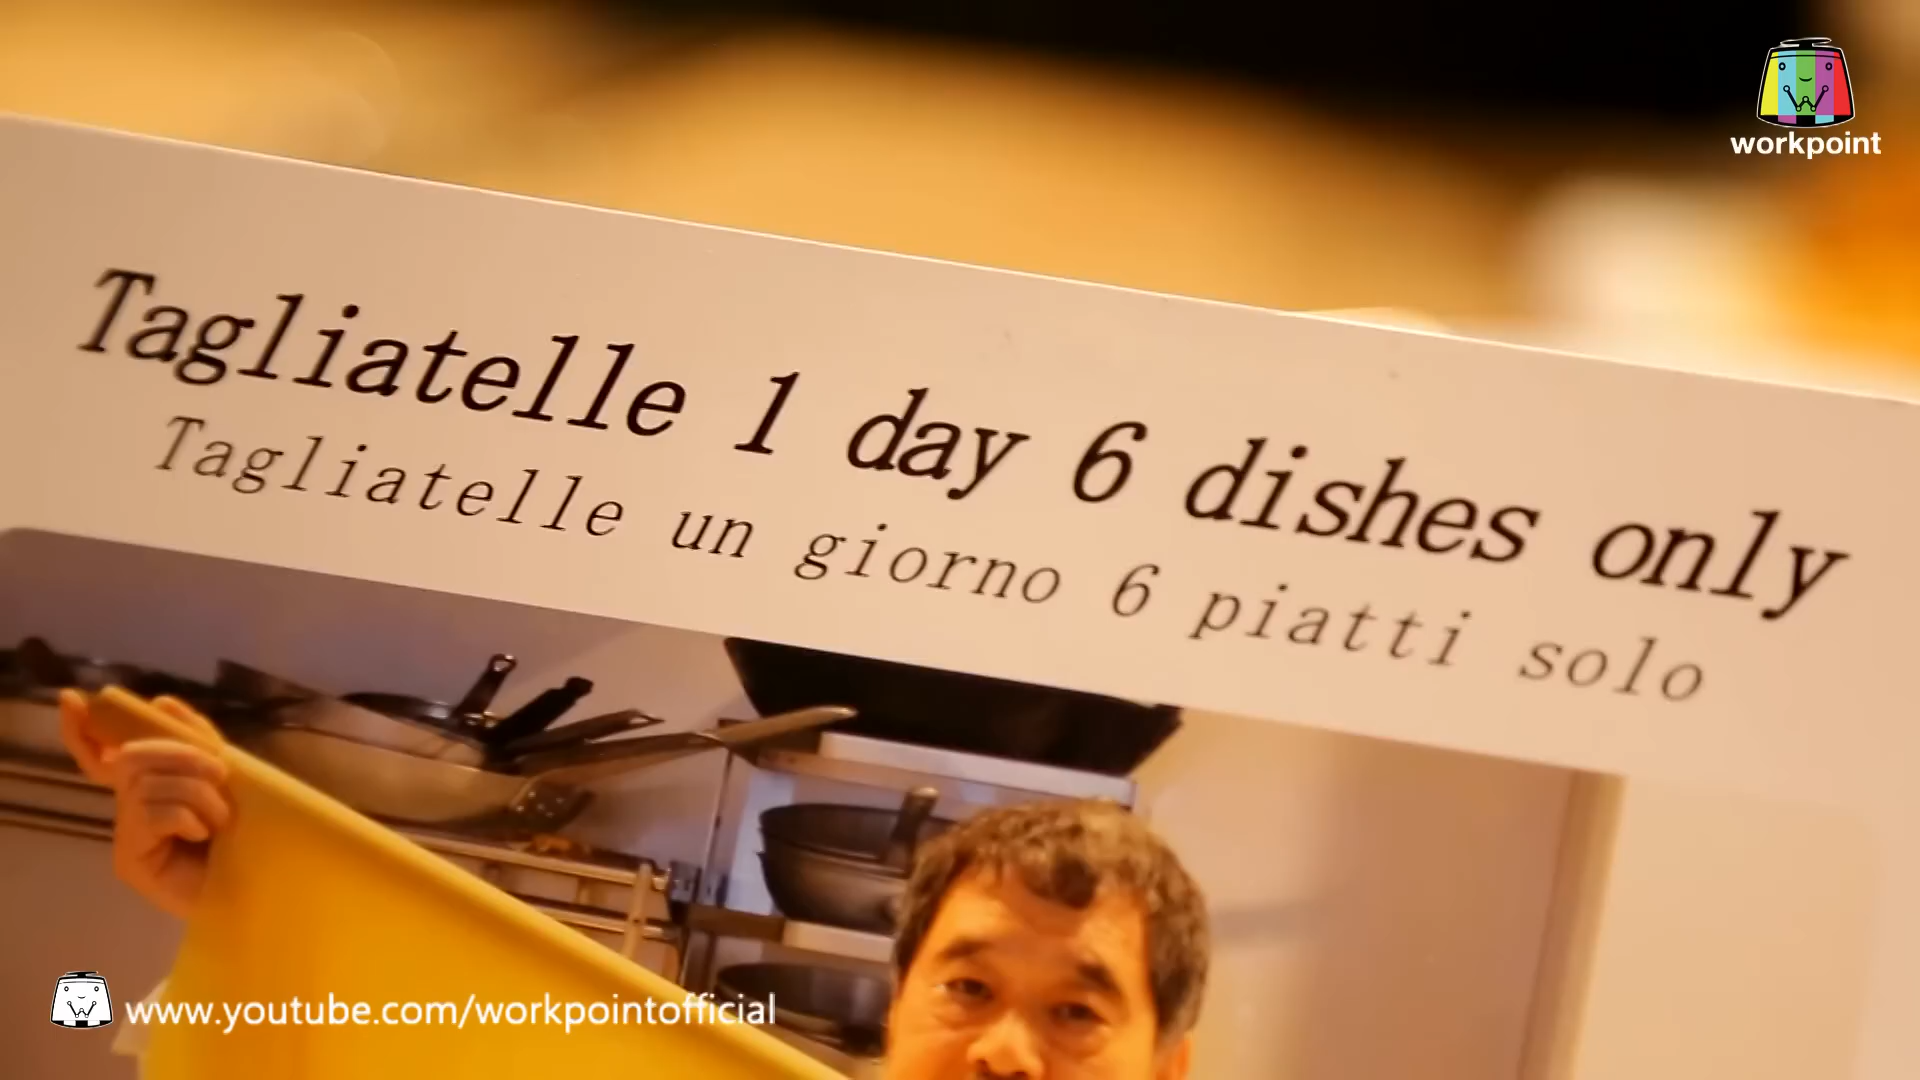 workpoint
Tagliatelle 1 day 6 dishes only
Tagliatelle un giorno 6 piatti solo
www.youtube.com/workpointofficial